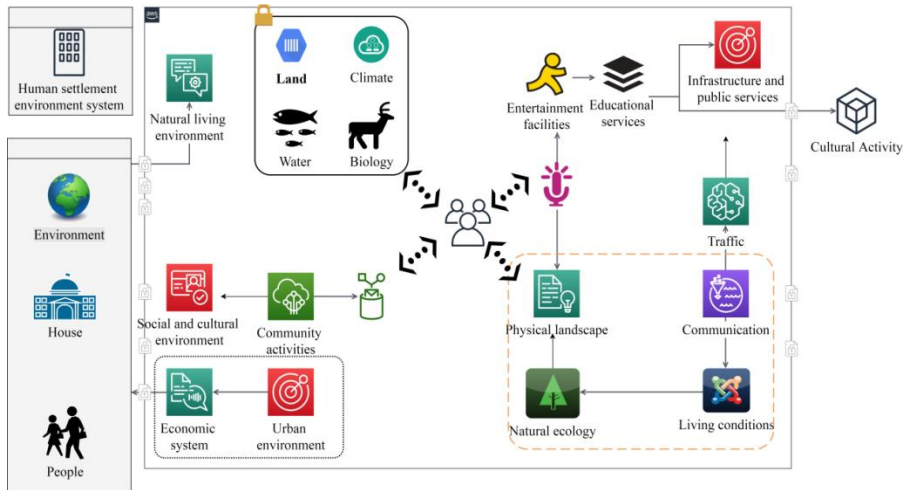 aws
Human settlement
environment system
Natural living
environment
Land
Climate
Water
Biology
Entertainment
facilities
Educational
services
Infrastructure and
public services
Cultural Activity
Environment
House
People
Social and cultural
environment
Community
activities
Economic
system
Urban
environment
Traffic
Physical landscape
Communication
Natural ecology
Living conditions